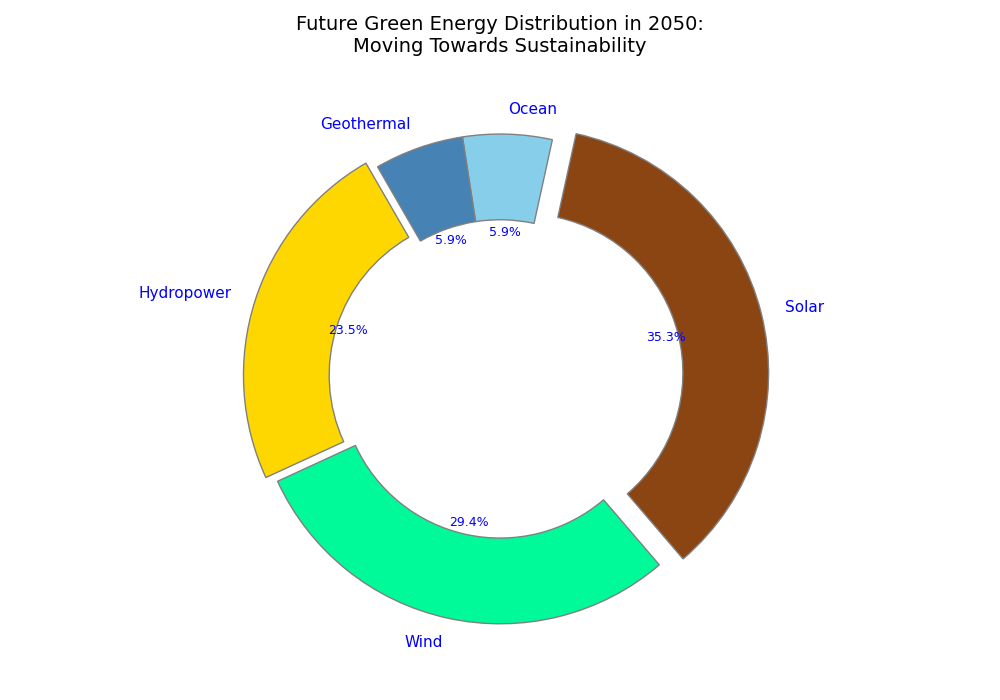 Future Green Energy Distribution in 2050:
Moving Towards Sustainability
Ocean
Geothermal
5.9%
5.9%
Hydropower
Solar
23.5%
35.3%
29.4%
Wind